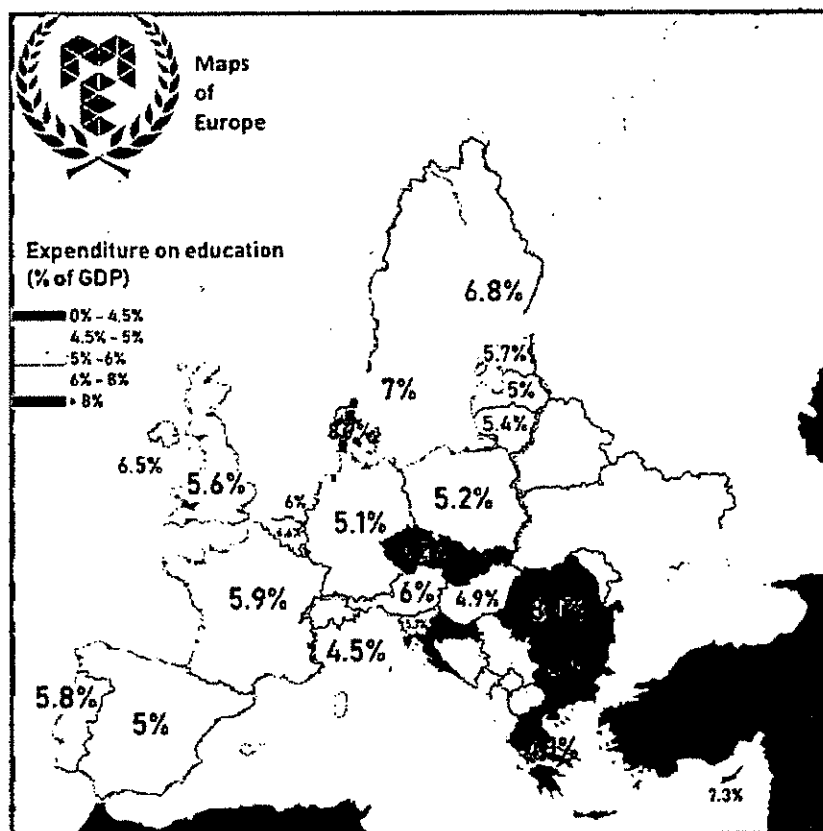 Maps
of
Europe
Expenditure on education
(% of GDP)
0% - 4.5%
4.5% - 5%
5% -6%
6% - 8%
> 8%
6.8%
5.7%
7%
5%
5.4%
6.5%
5.6%
6%
5.2%
5.1%
6%
4.9%
5.9%
4.5%
5.8%
5%